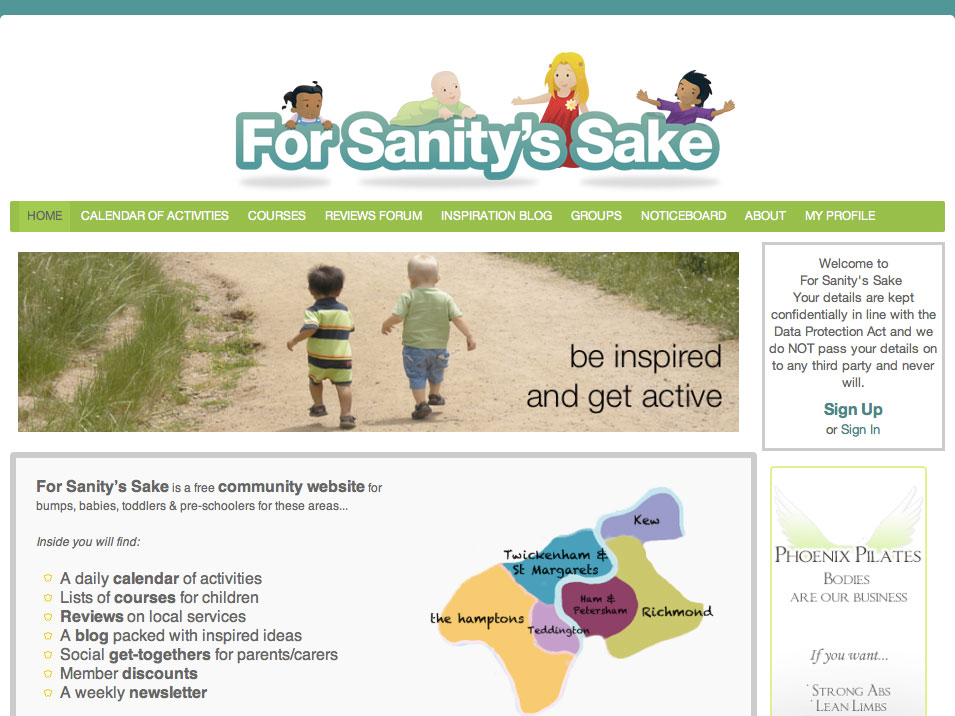 For Sanity's Sake
HOME CALENDAR OF ACTIVITIES COURSES REVIEWS FORUM INSPIRATION BLOG GROUPS NOTICEBOARD ABOUT MY PROFILE
be inspired
and get active
Welcome to
For Sanity's Sake
Your details are kept
confidentially in line with the
Data Protection Act and we
do NOT pass your details on
to any third party and never
will.
Sign Up
or Sign In
For Sanity's Sake is a free community website for
bumps, babies, toddlers & pre-schoolers for these areas...
Inside you will find:
A daily calendar of activities
Lists of courses for children
Reviews on local services
A blog packed with inspired ideas
Social get-togethers for parents/carers
Member discounts
A weekly newsletter
Kew
Twickenham &
St Margarets
Ham &
Petersham
Richmond
the hamptons
Teddington
PHOENIX PILATES
BODIES
ARE OUR BUSINESS
If you want...
STRONG ABS
LEAN LIMBS